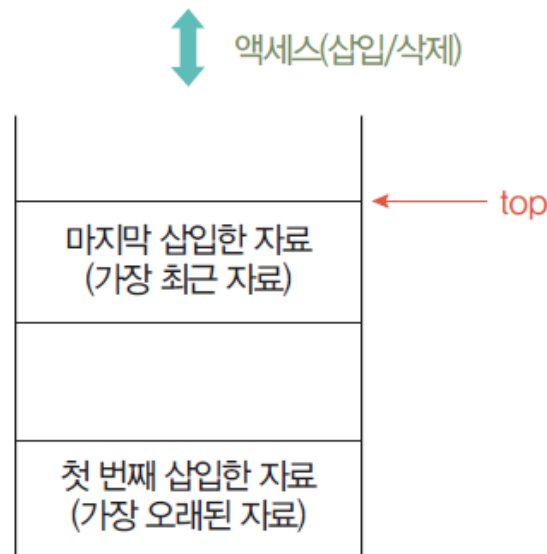 액세스(삽입/삭제)
top
마지막 삽입한 자료
(가장 최근 자료)
첫 번째 삽입한 자료
(가장 오래된 자료)